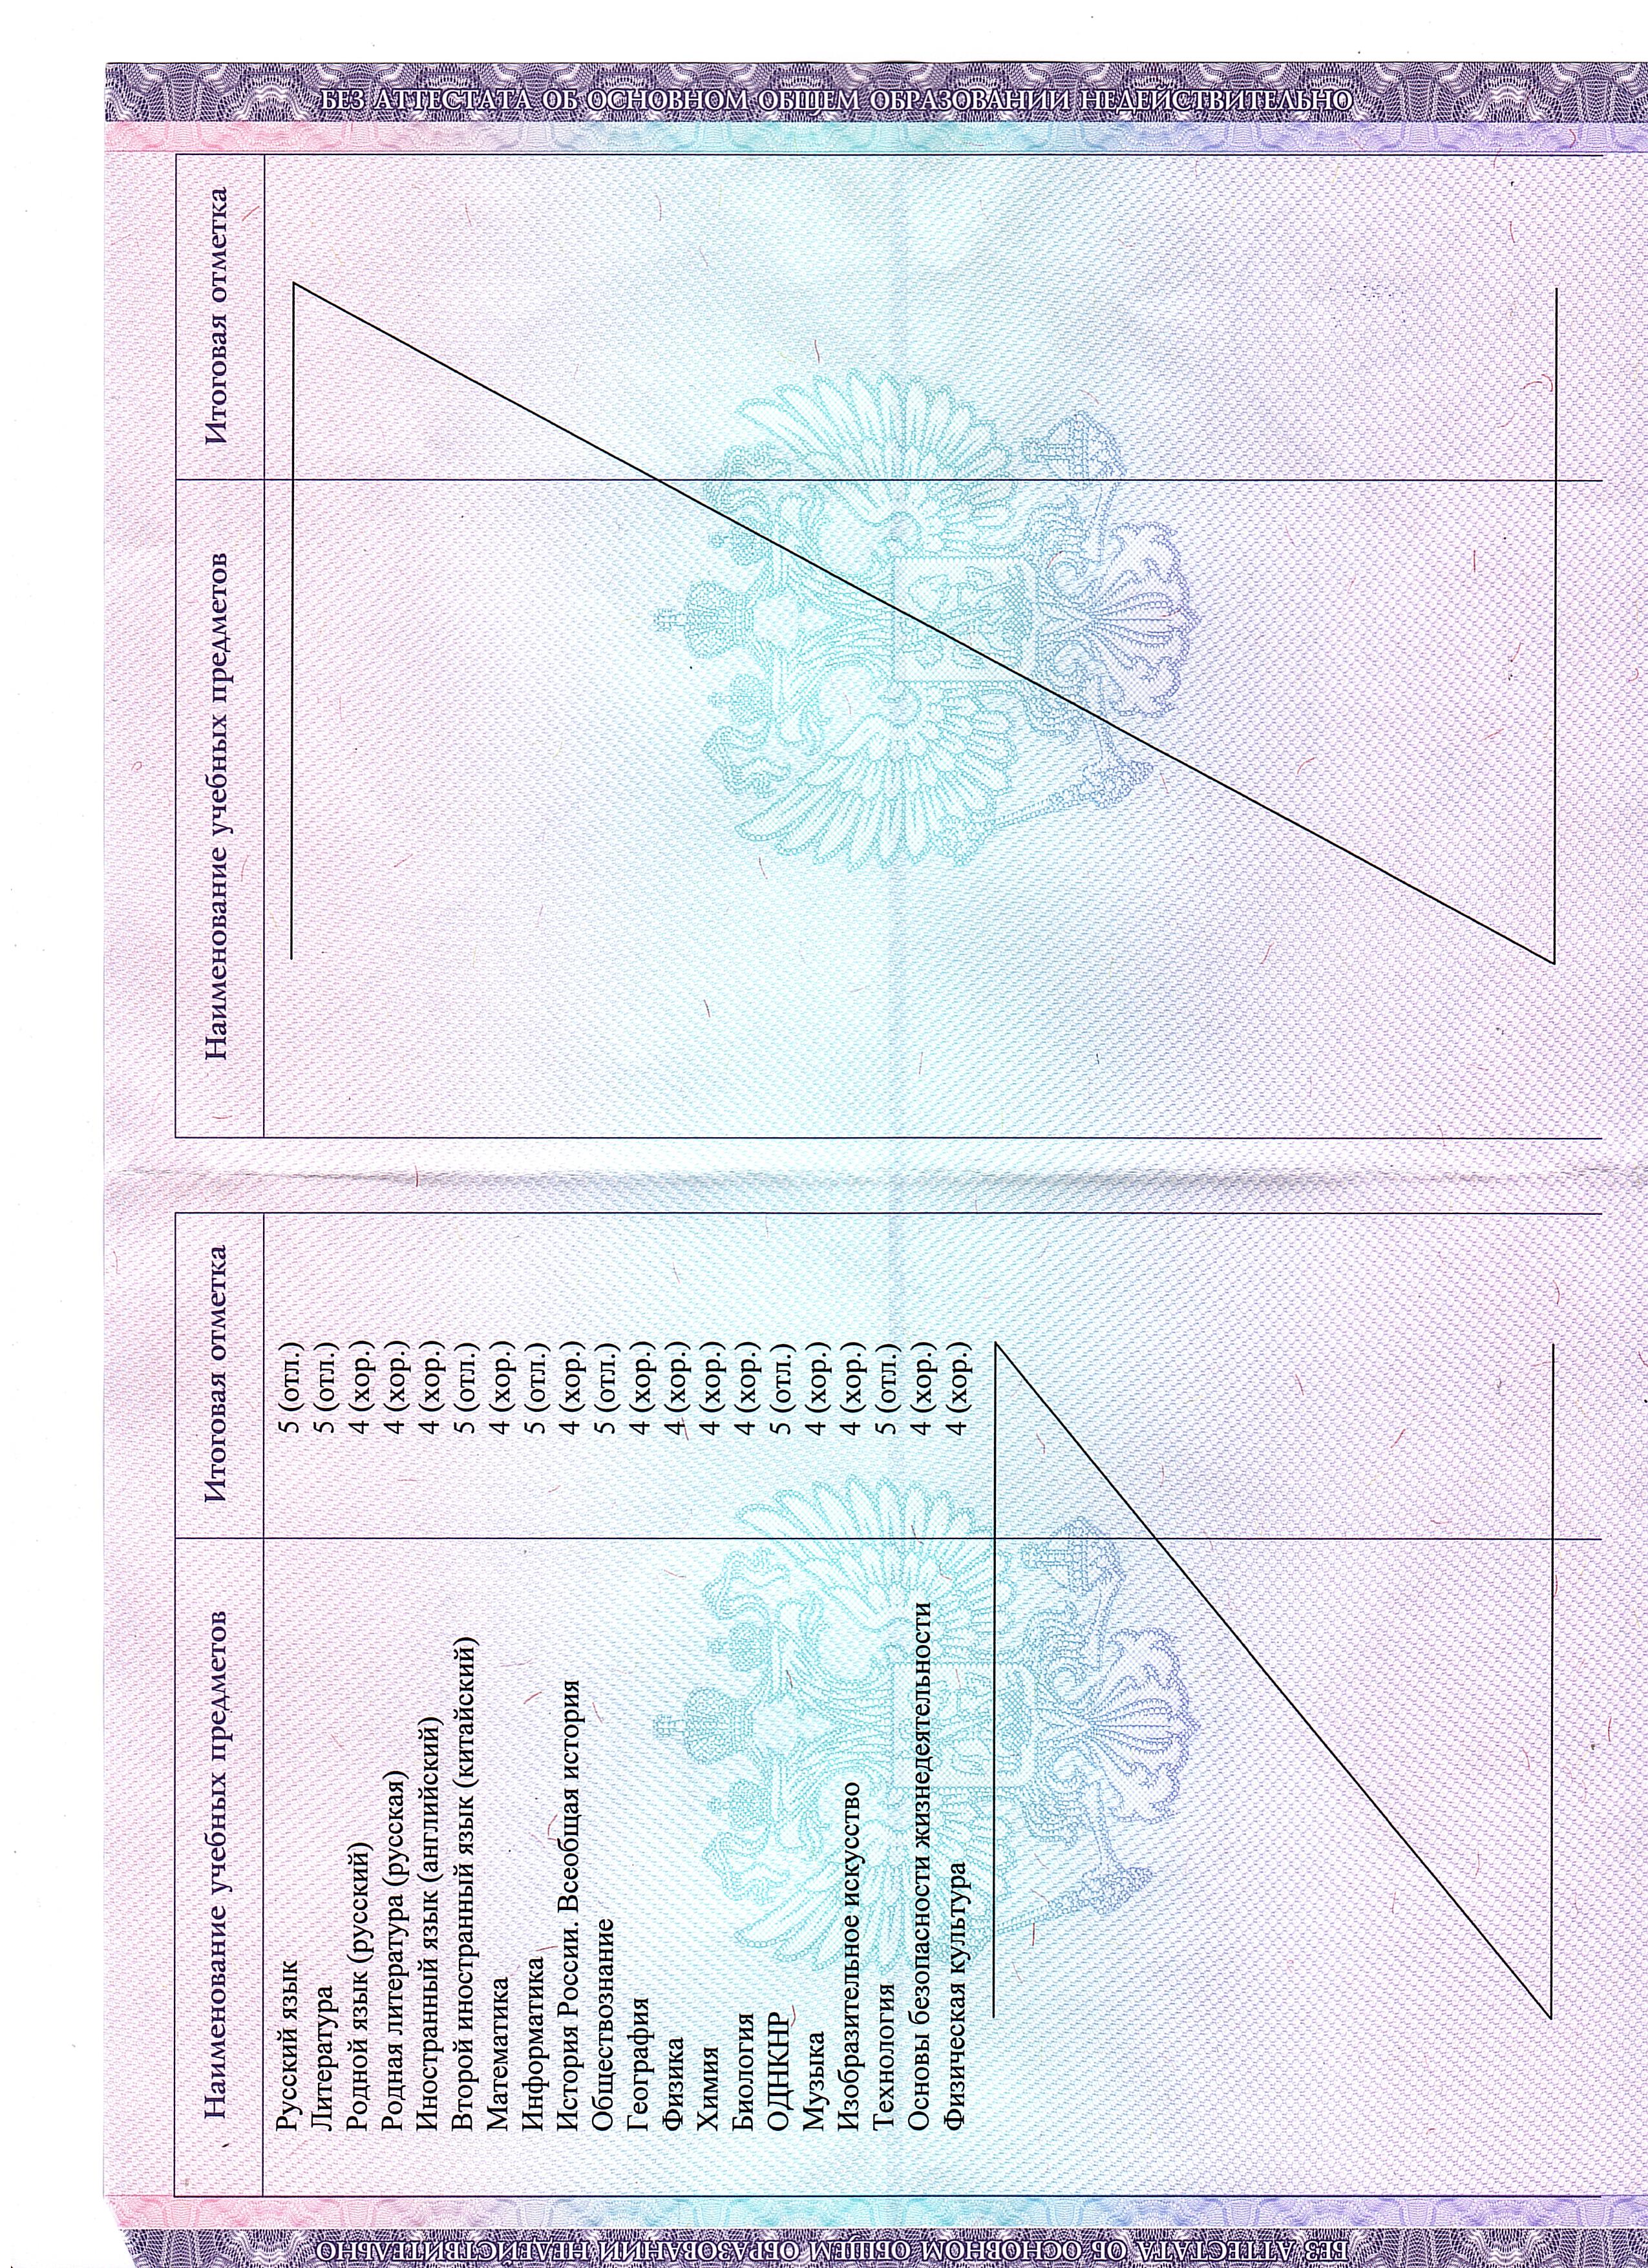 БЕЗ АТТЕСТАТА ОБ ОСНОВНОМ ОБЩЕМ ОБРАЗОВАНИИ НЕДЕЙСТВИТЕЛЬНО
Наименование учебных предметов Итоговая отметка
Русский язык 5 (отл.)
Литература 5 (отл.)
Родной язык (русский) 4 (хор.)
Родная литература (русская) 4 (хор.)
Иностранный язык (английский) 4 (хор.)
Второй иностранный язык (китайский) 5 (отл.)
Математика 4 (хор.)
Информатика 5 (отл.)
История России. Всеобщая история 4 (хор.)
Обществознание 5 (отл.)
География 4 (хор.)
Физика 4 (хор.)
Химия 4 (хор.)
Биология 4 (хор.)
ОДНКНР 5 (отл.)
Музыка 4 (хор.)
Изобразительное искусство 4 (хор.)
Технология 5 (отл.)
Основы безопасности жизнедеятельности 4 (хор.)
Физическая культура 4 (хор.)
Наименование учебных предметов Итоговая отметка
БЕЗ АТТЕСТАТА ОБ ОСНОВНОМ ОБЩЕМ ОБРАЗОВАНИИ НЕДЕЙСТВИТЕЛЬНО